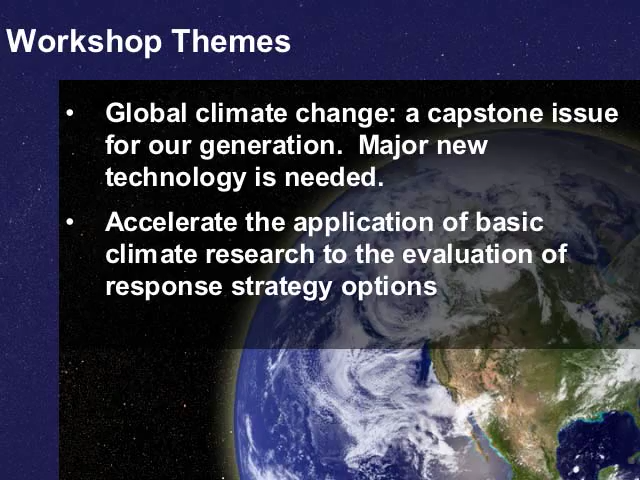 Workshop Themes
• Global climate change: a capstone issue
for our generation.  Major new
technology is needed.
• Accelerate the application of basic
climate research to the evaluation of
response strategy options